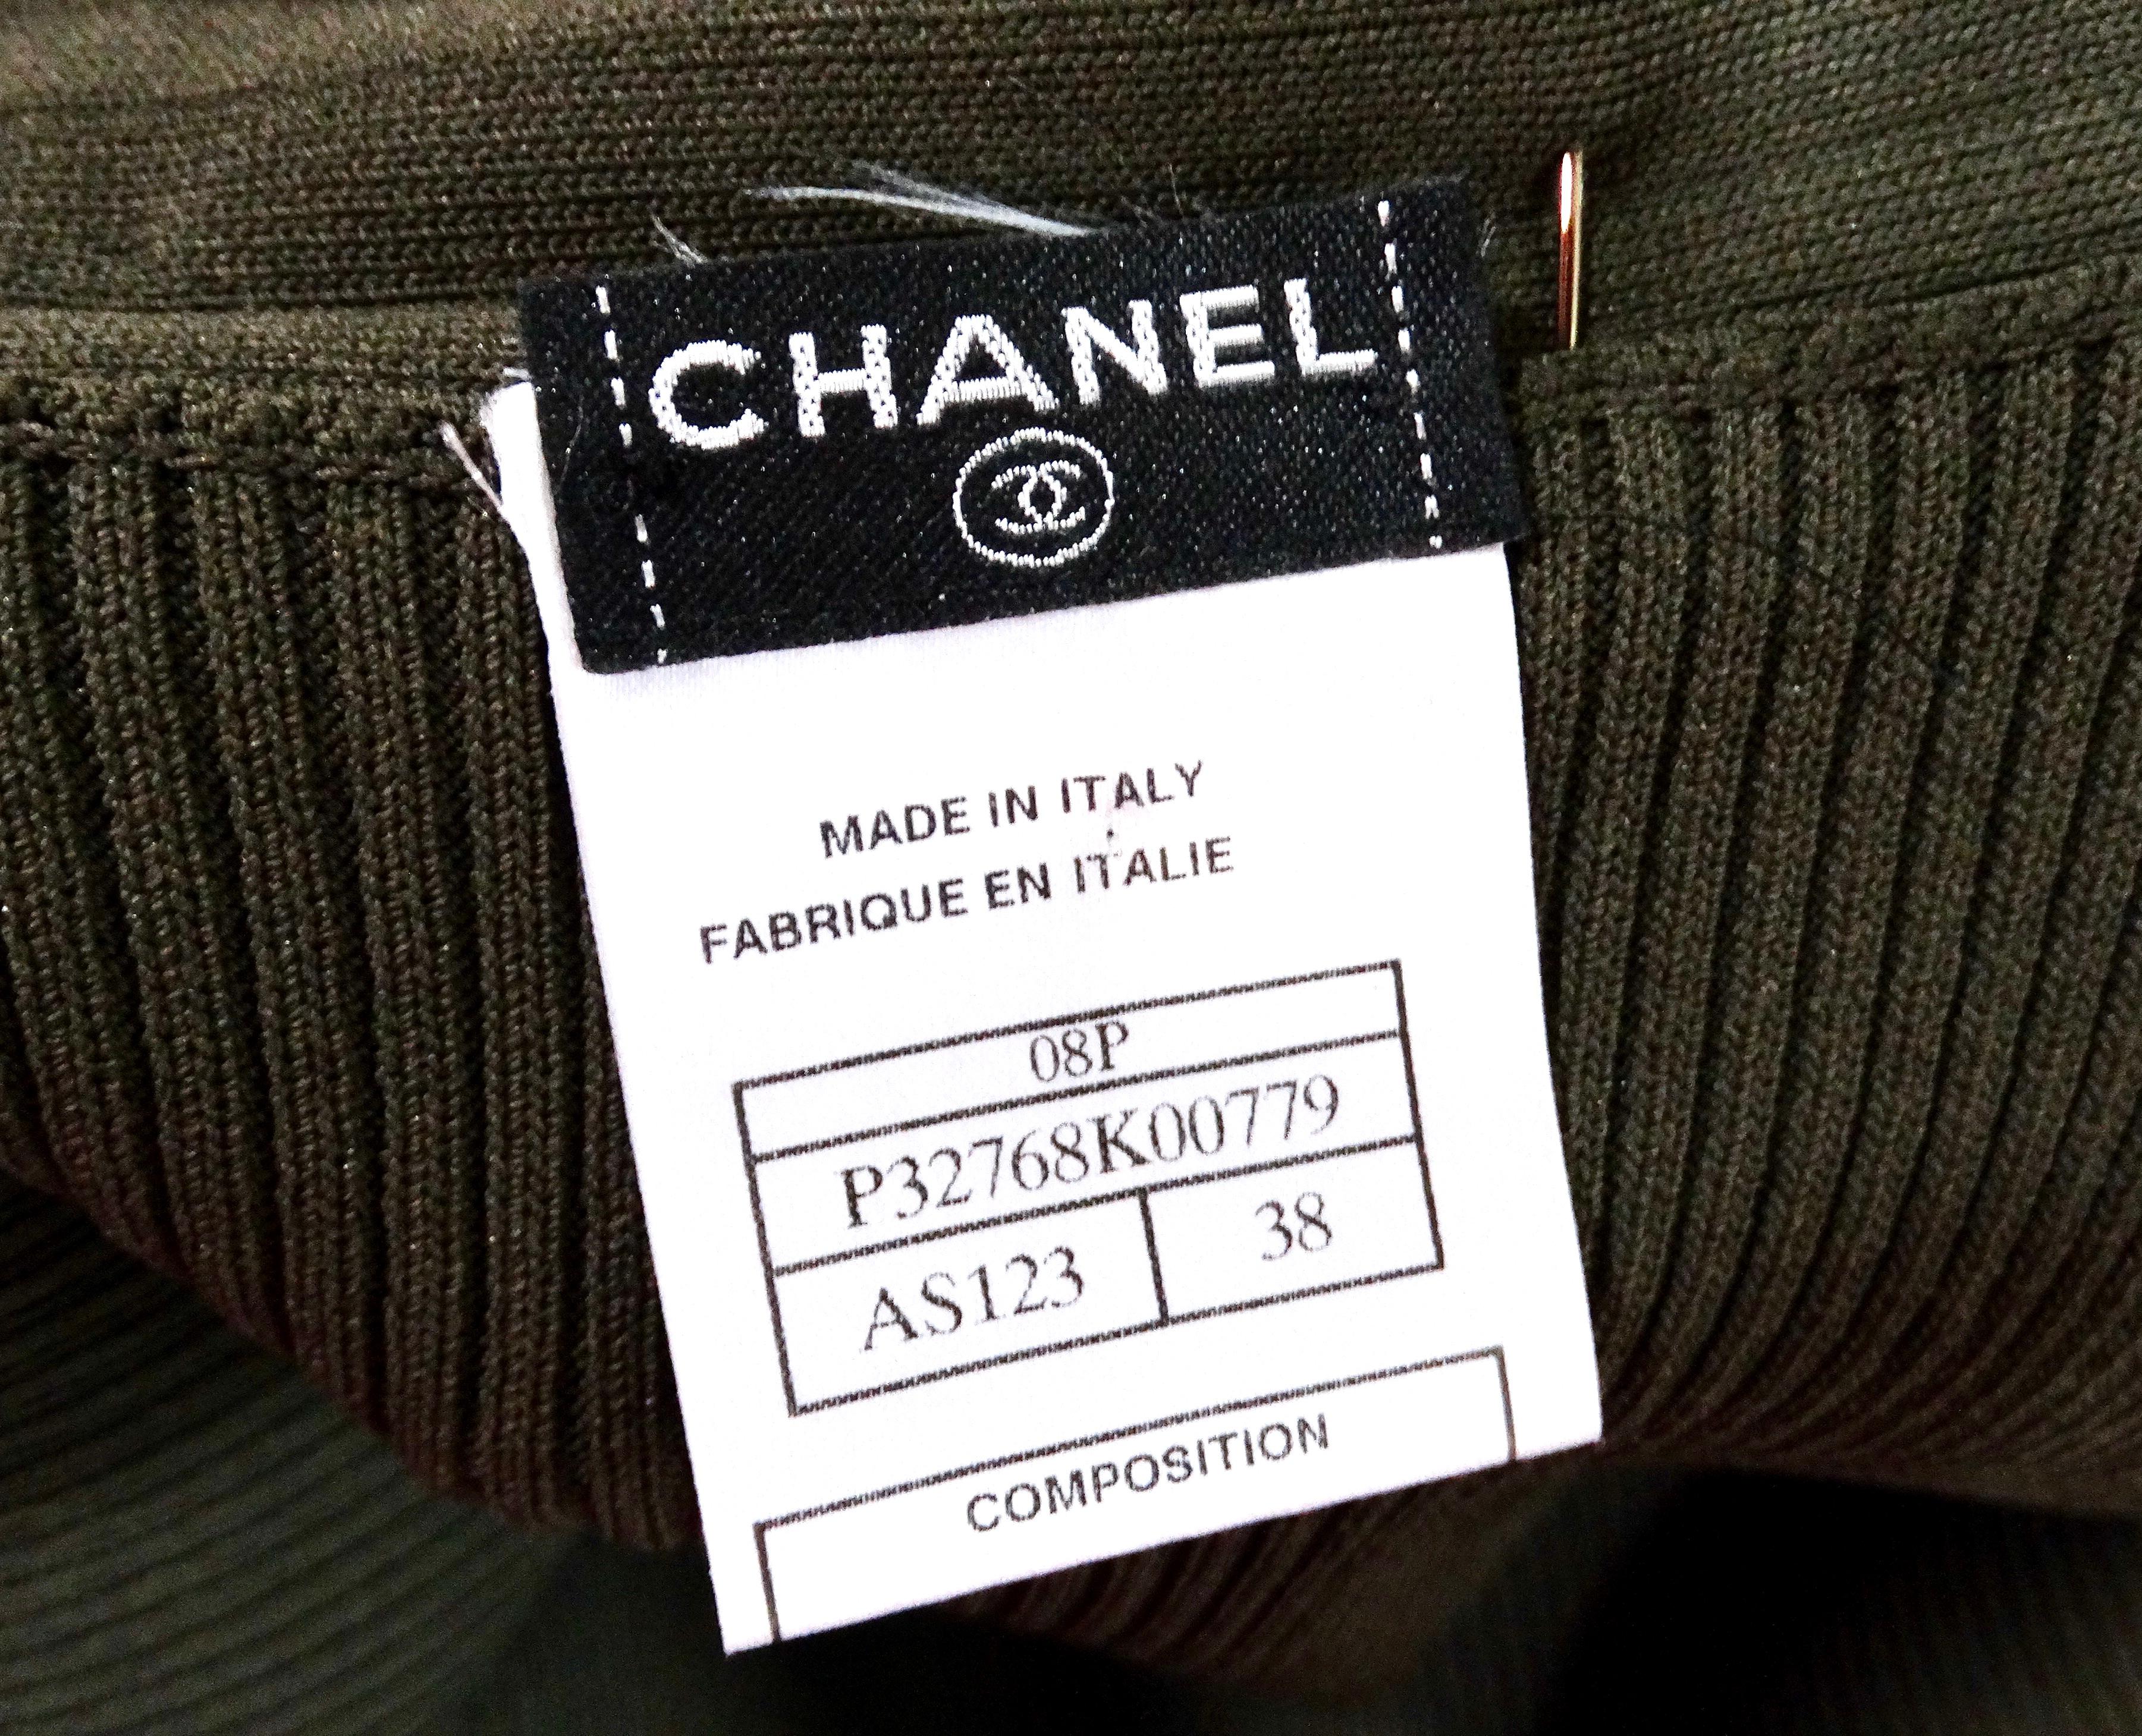 CHANEL
MADE IN ITALY
FABRIQUE EN ITALIE
08P
P32768K00779
AS123 38
COMPOSITION